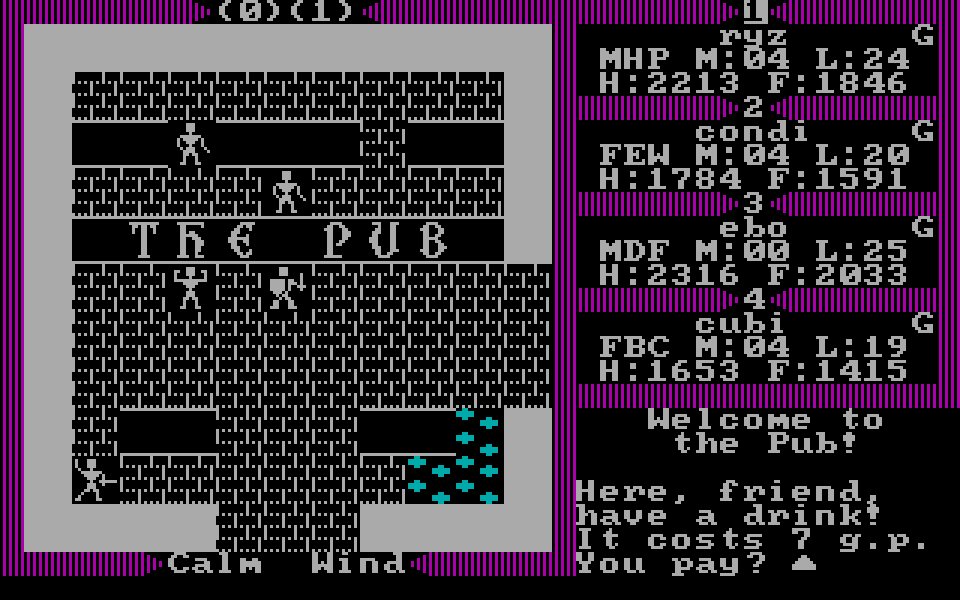 (0)(1)
THE PUB
Calm Wind
1
ryz G
MHP M:04 L:24
H:2213 F:1846
2
condi G
FEW M:04 L:20
H:1784 F:1591
3
ebo G
MDF M:00 L:25
H:2316 F:2033
4
cubi G
FBC M:04 L:19
H:1653 F:1415
Welcome to
the Pub!
Here, friend,
have a drink!
It costs 7 g.p.
You pay?